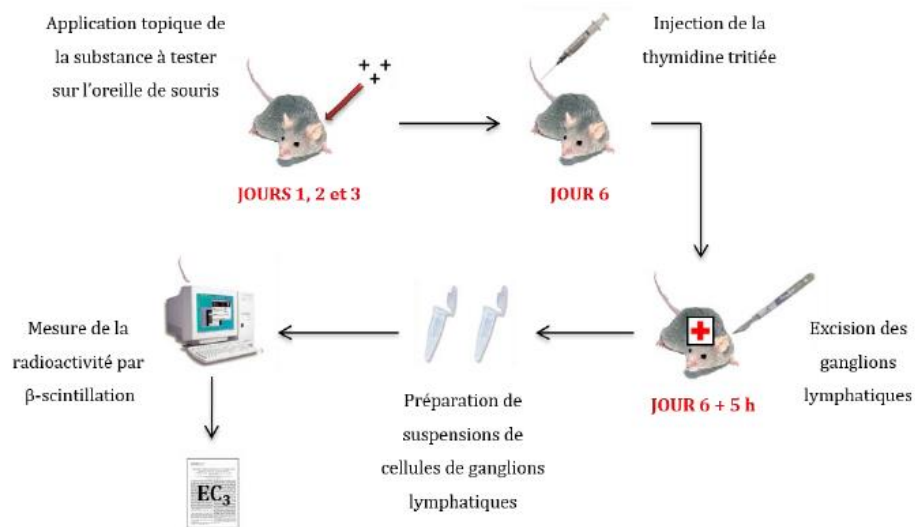 Application topique de
la substance à tester
sur l'oreille de souris
JOURS 1, 2 et 3
Injection de la
thymidine tritiée
JOUR 6
Excision des
ganglions
lymphatiques
JOUR 6 + 5 h
Préparation de
suspensions de
cellules de ganglions
lymphatiques
Mesure de la
radioactivité par
β-scintillation
EC3